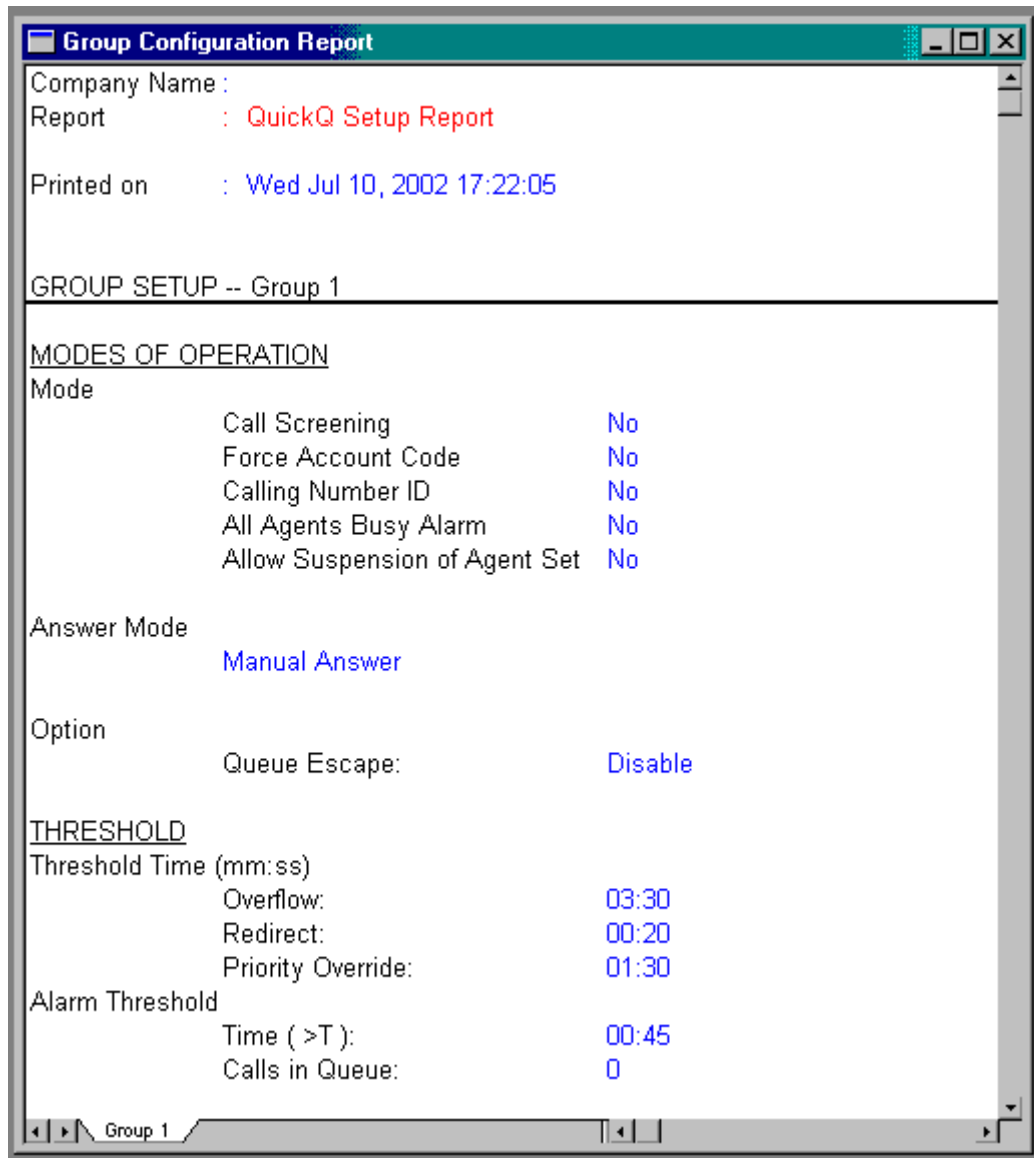 Group Configuration Report
Company Name :
Report : QuickQ Setup Report
Printed on : Wed Jul 10, 2002 17:22:05
GROUP SETUP -- Group 1
MODES OF OPERATION
Mode
Call Screening No
Force Account Code No
Calling Number ID No
All Agents Busy Alarm No
Allow Suspension of Agent Set No
Answer Mode
Manual Answer
Option
Queue Escape: Disable
THRESHOLD
Threshold Time (mm:ss)
Overflow: 03:30
Redirect: 00:20
Priority Override: 01:30
Alarm Threshold
Time ( >T ): 00:45
Calls in Queue: 0
Group 1